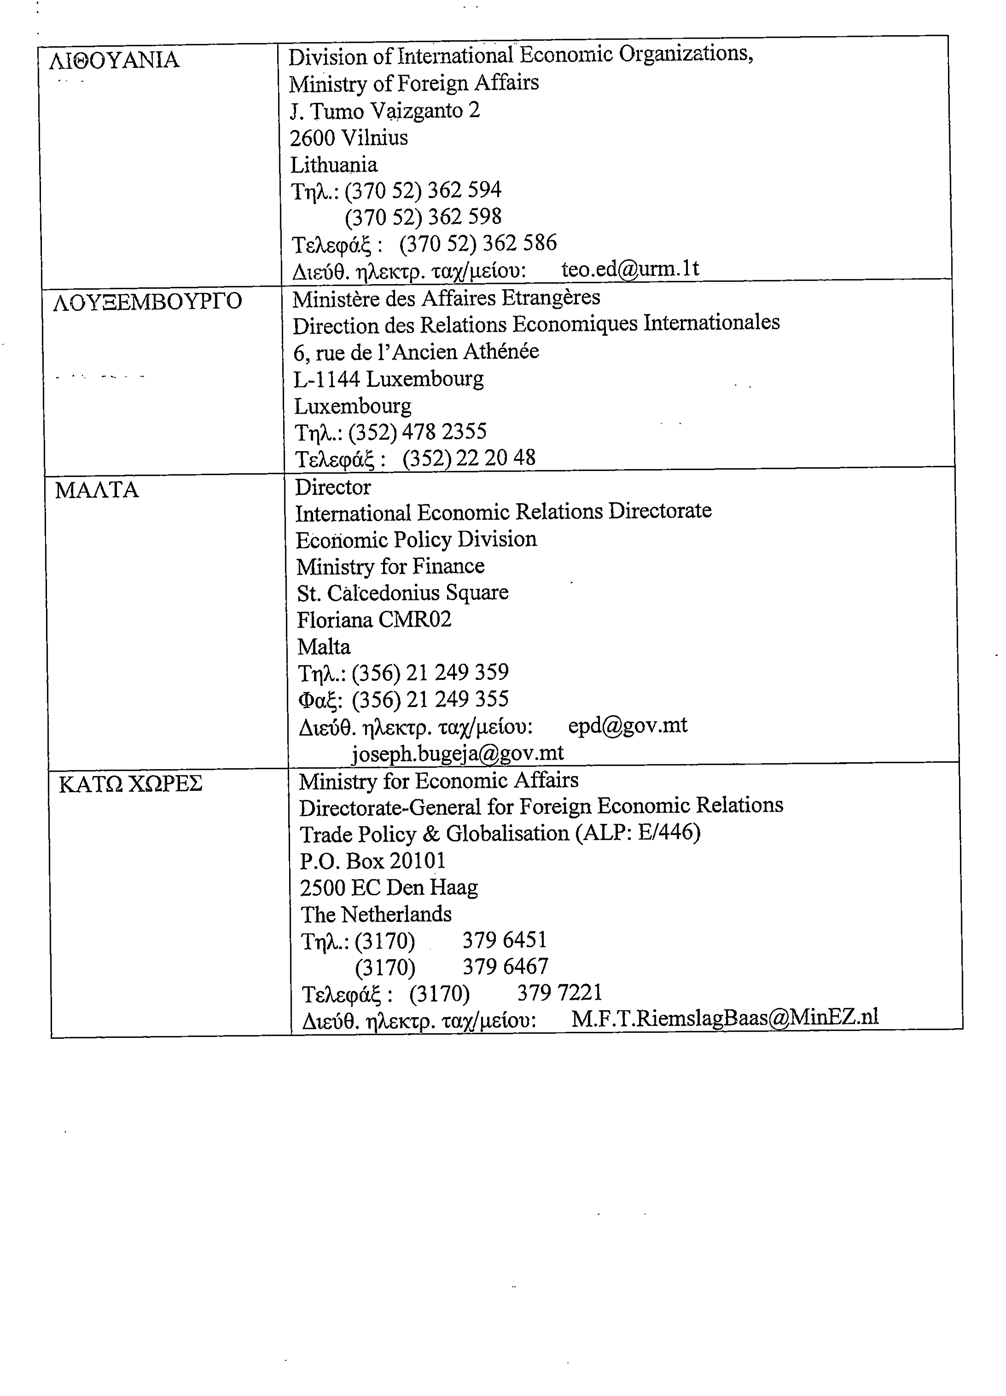 ΛΙΘΟΥΑΝΙΑ
Division of International Economic Organizations,
Ministry of Foreign Affairs
J. Tumo Vaizganto 2
2600 Vilnius
Lithuania
Τηλ.: (370 52) 362 594
(370 52) 362 598
Τελεφάξ : (370 52) 362 586
Διεύθ. ηλεκτρ. ταχ/μείου: teo.ed@urm.lt
ΛΟΥΞΕΜΒΟΥΡΓΟ
Ministère des Affaires Etrangères
Direction des Relations Economiques Internationales
6, rue de l'Ancien Athénée
L-1144 Luxembourg
Luxembourg
Τηλ.: (352) 478 2355
Τελεφάξ : (352) 22 20 48
ΜΑΛΤΑ
Director
International Economic Relations Directorate
Economic Policy Division
Ministry for Finance
St. Calcedonius Square
Floriana CMR02
Malta
Τηλ.: (356) 21 249 359
Φαξ: (356) 21 249 355
Διεύθ. ηλεκτρ. ταχ/μείου: epd@gov.mt
joseph.bugeja@gov.mt
ΚΑΤΩ ΧΩΡΕΣ
Ministry for Economic Affairs
Directorate-General for Foreign Economic Relations
Trade Policy & Globalisation (ALP: E/446)
P.O. Box 20101
2500 EC Den Haag
The Netherlands
Τηλ.: (3170) 379 6451
(3170) 379 6467
Τελεφάξ : (3170) 379 7221
Διεύθ. ηλεκτρ. ταχ/μείου: M.F.T.RiemslagBaas@MinEZ.nl